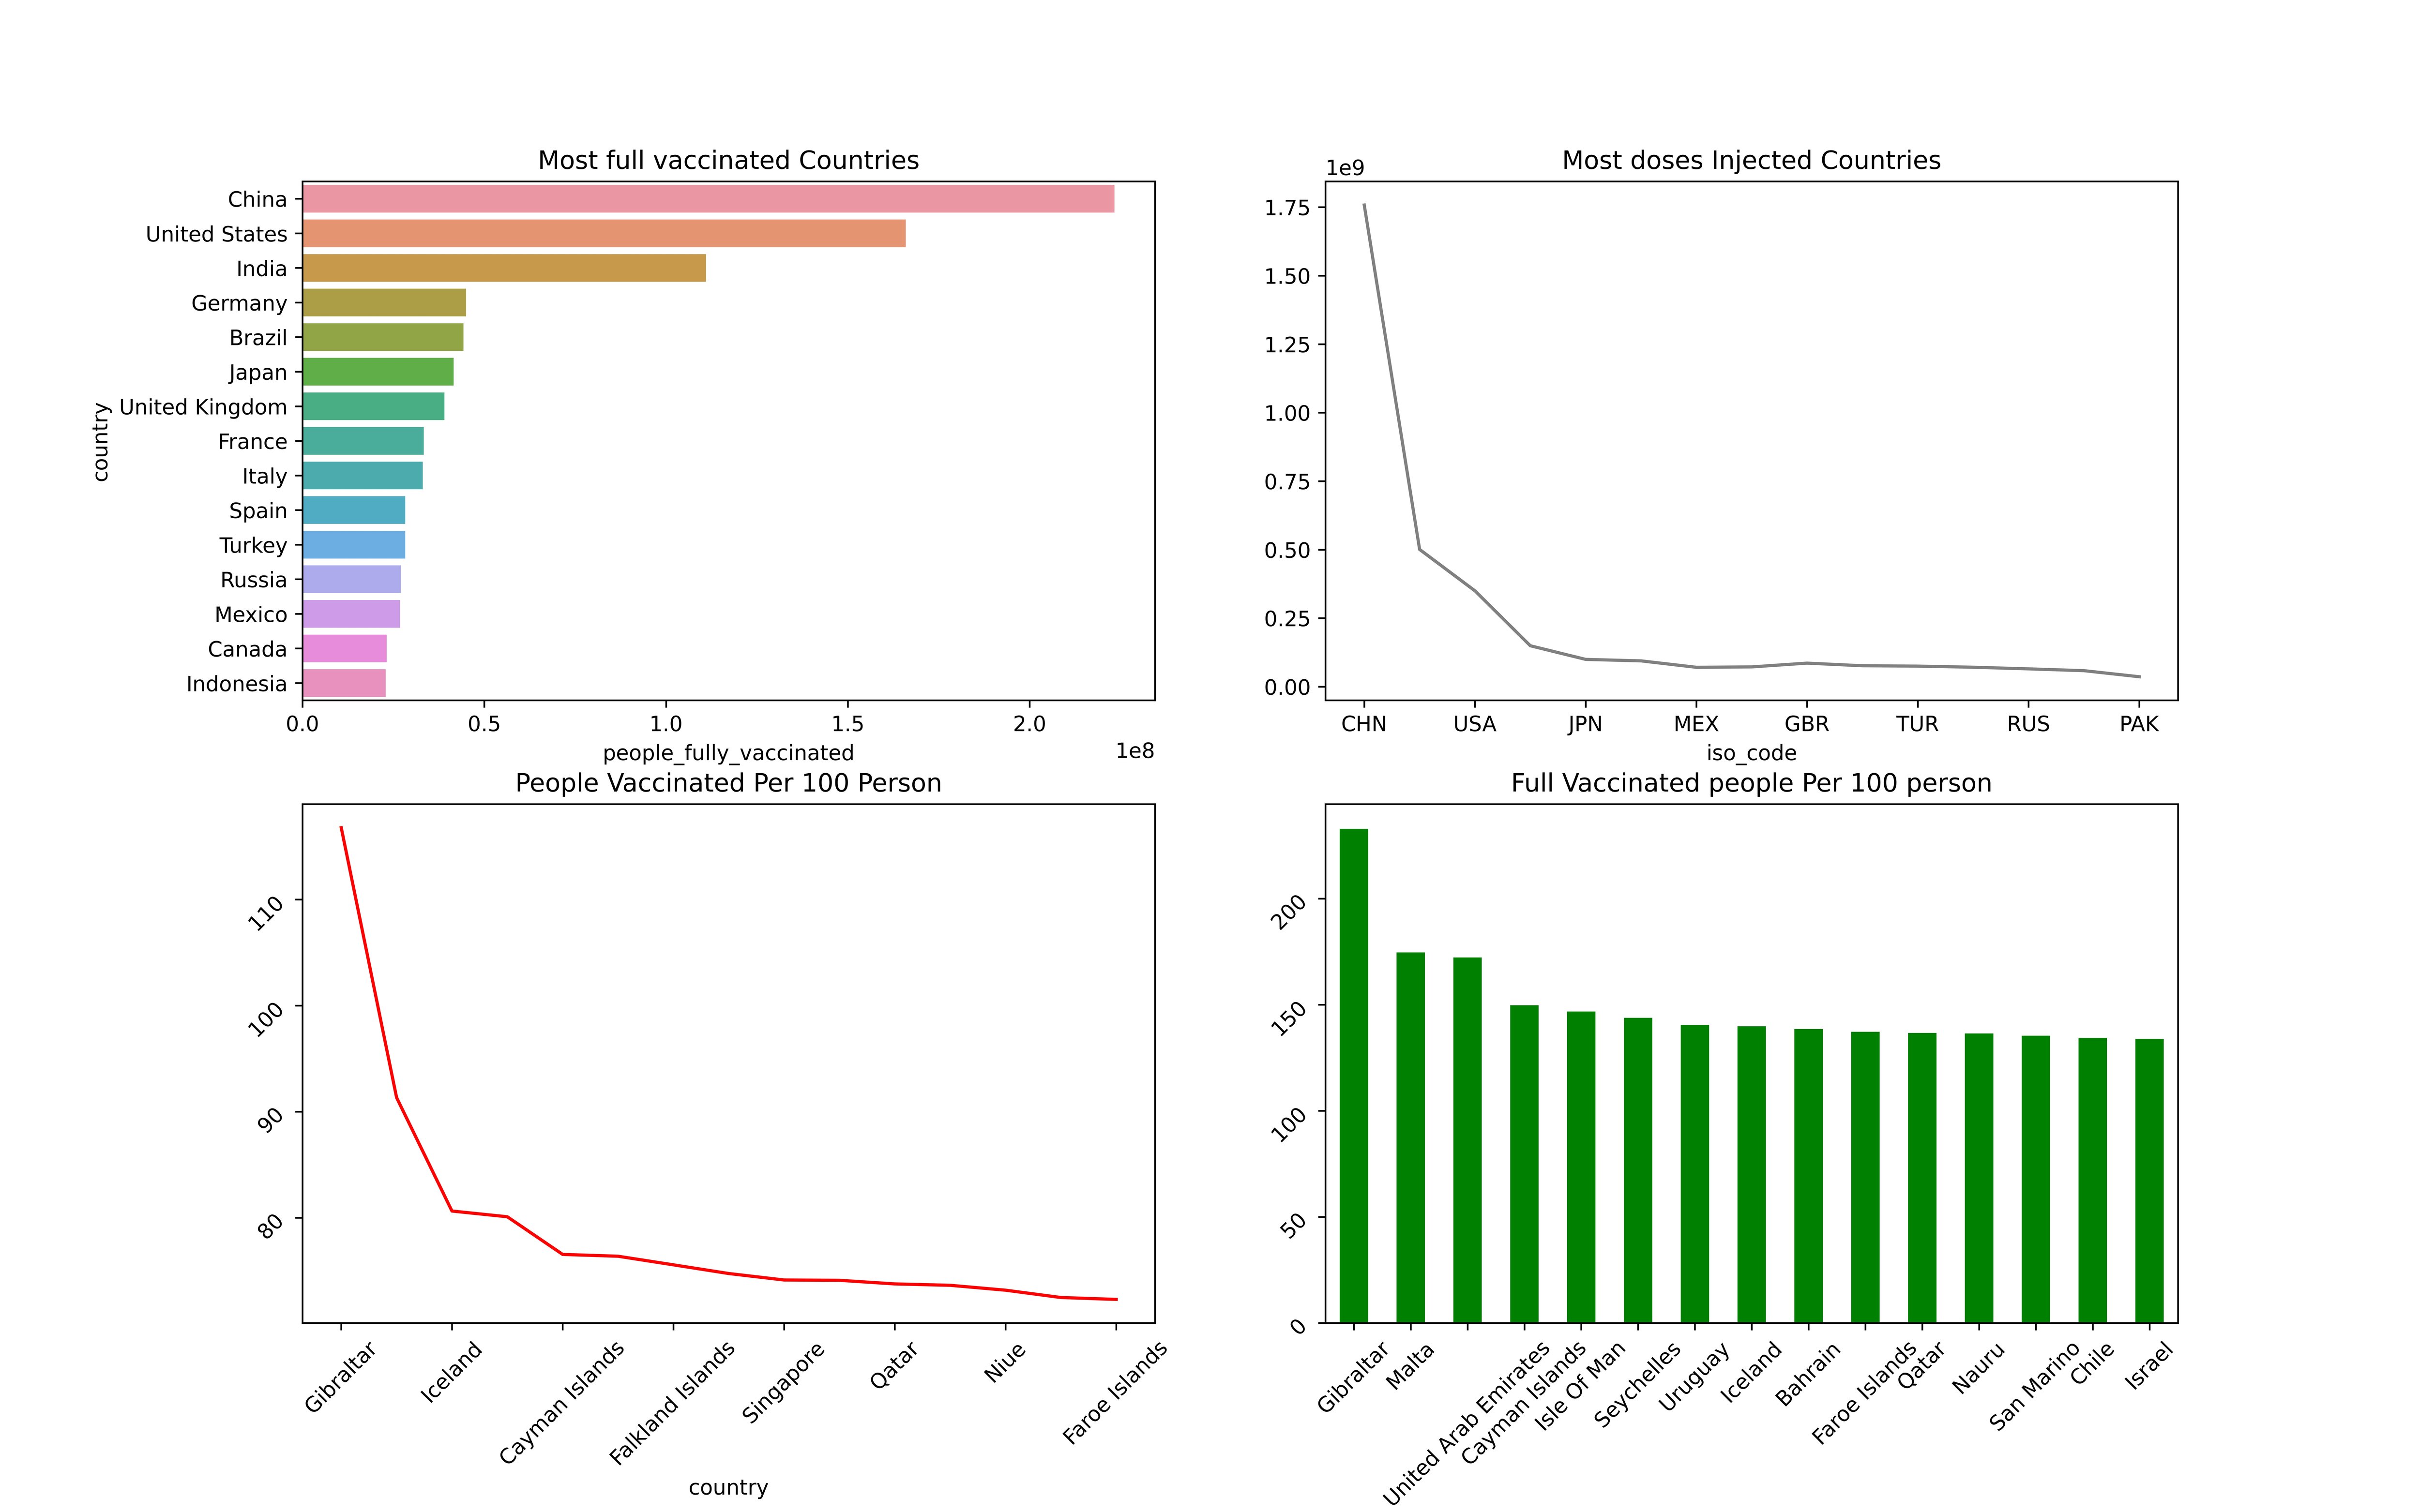 Most full vaccinated Countries
country
China
United States
India
Germany
Brazil
Japan
United Kingdom
France
Italy
Spain
Turkey
Russia
Mexico
Canada
Indonesia
0.0 0.5 1.0 1.5 2.0
people_fully_vaccinated 1e8
Most doses Injected Countries
1e9
1.75
1.50
1.25
1.00
0.75
0.50
0.25
0.00
CHN USA JPN MEX GBR TUR RUS PAK
iso_code
People Vaccinated Per 100 Person
110
100
90
80
Gibraltar
Iceland
Cayman Islands
Falkland Islands
Singapore
Qatar
Niue
Faroe Islands
country
Full Vaccinated people Per 100 person
200
150
100
50
0
Gibraltar
Malta
United Arab Emirates
Cayman Islands
Isle Of Man
Seychelles
Uruguay
Iceland
Bahrain
Faroe Islands
Qatar
Nauru
San Marino
Chile
Israel